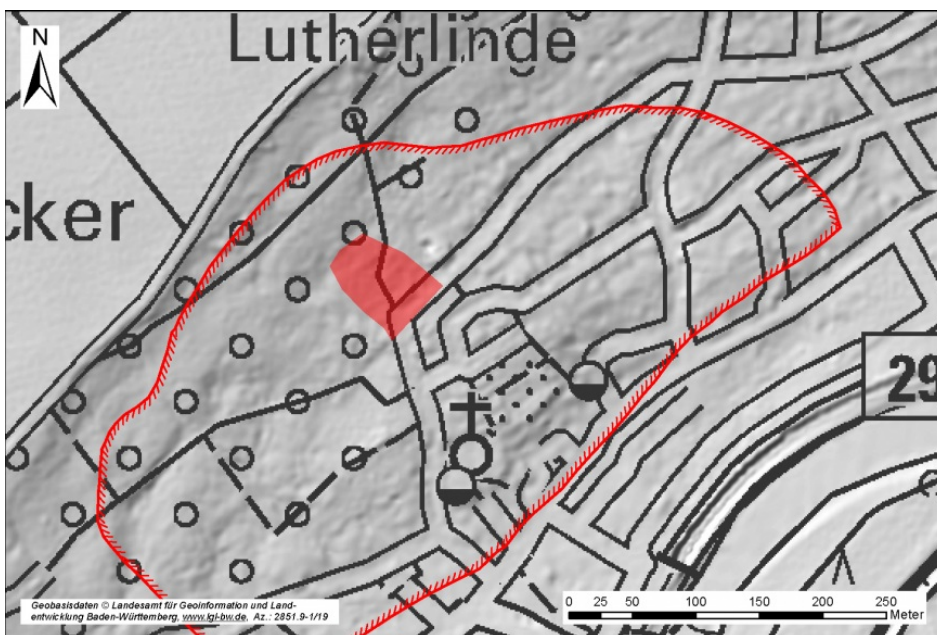 N
Lutherlinde
cker
29
Geobasisdaten © Landesamt für Geoinformation und Land-
entwicklung Baden-Württemberg, www.lgl-bw.de, Az.: 2851.9-1/19
0 25 50 100 150 200 250
Meter